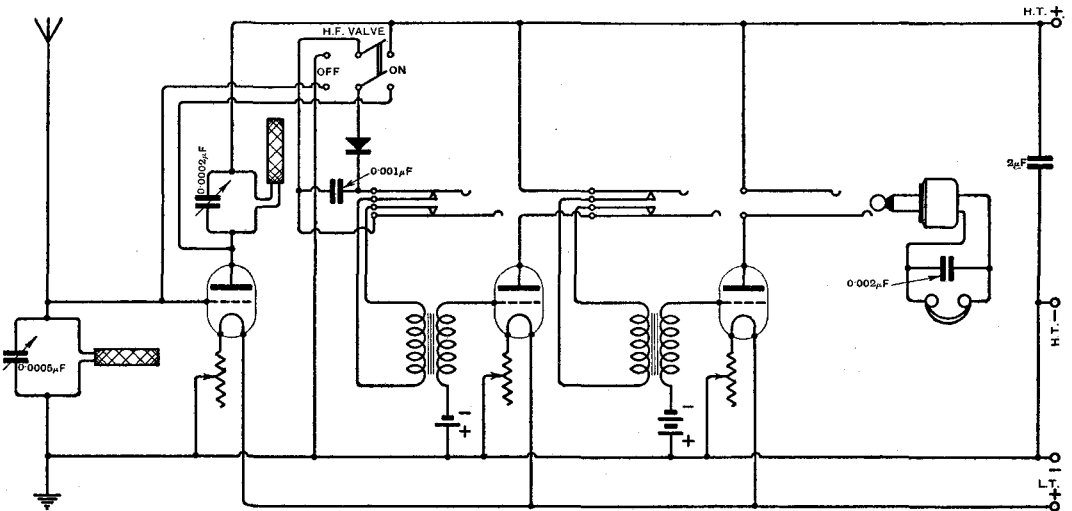 H.T. +
H.F. VALVE
OFF
ON
0·0002μF
0·001μF
2μF
0·002μF
H.T. −
0·0005μF
−
+
−
+
−
L.T.
+